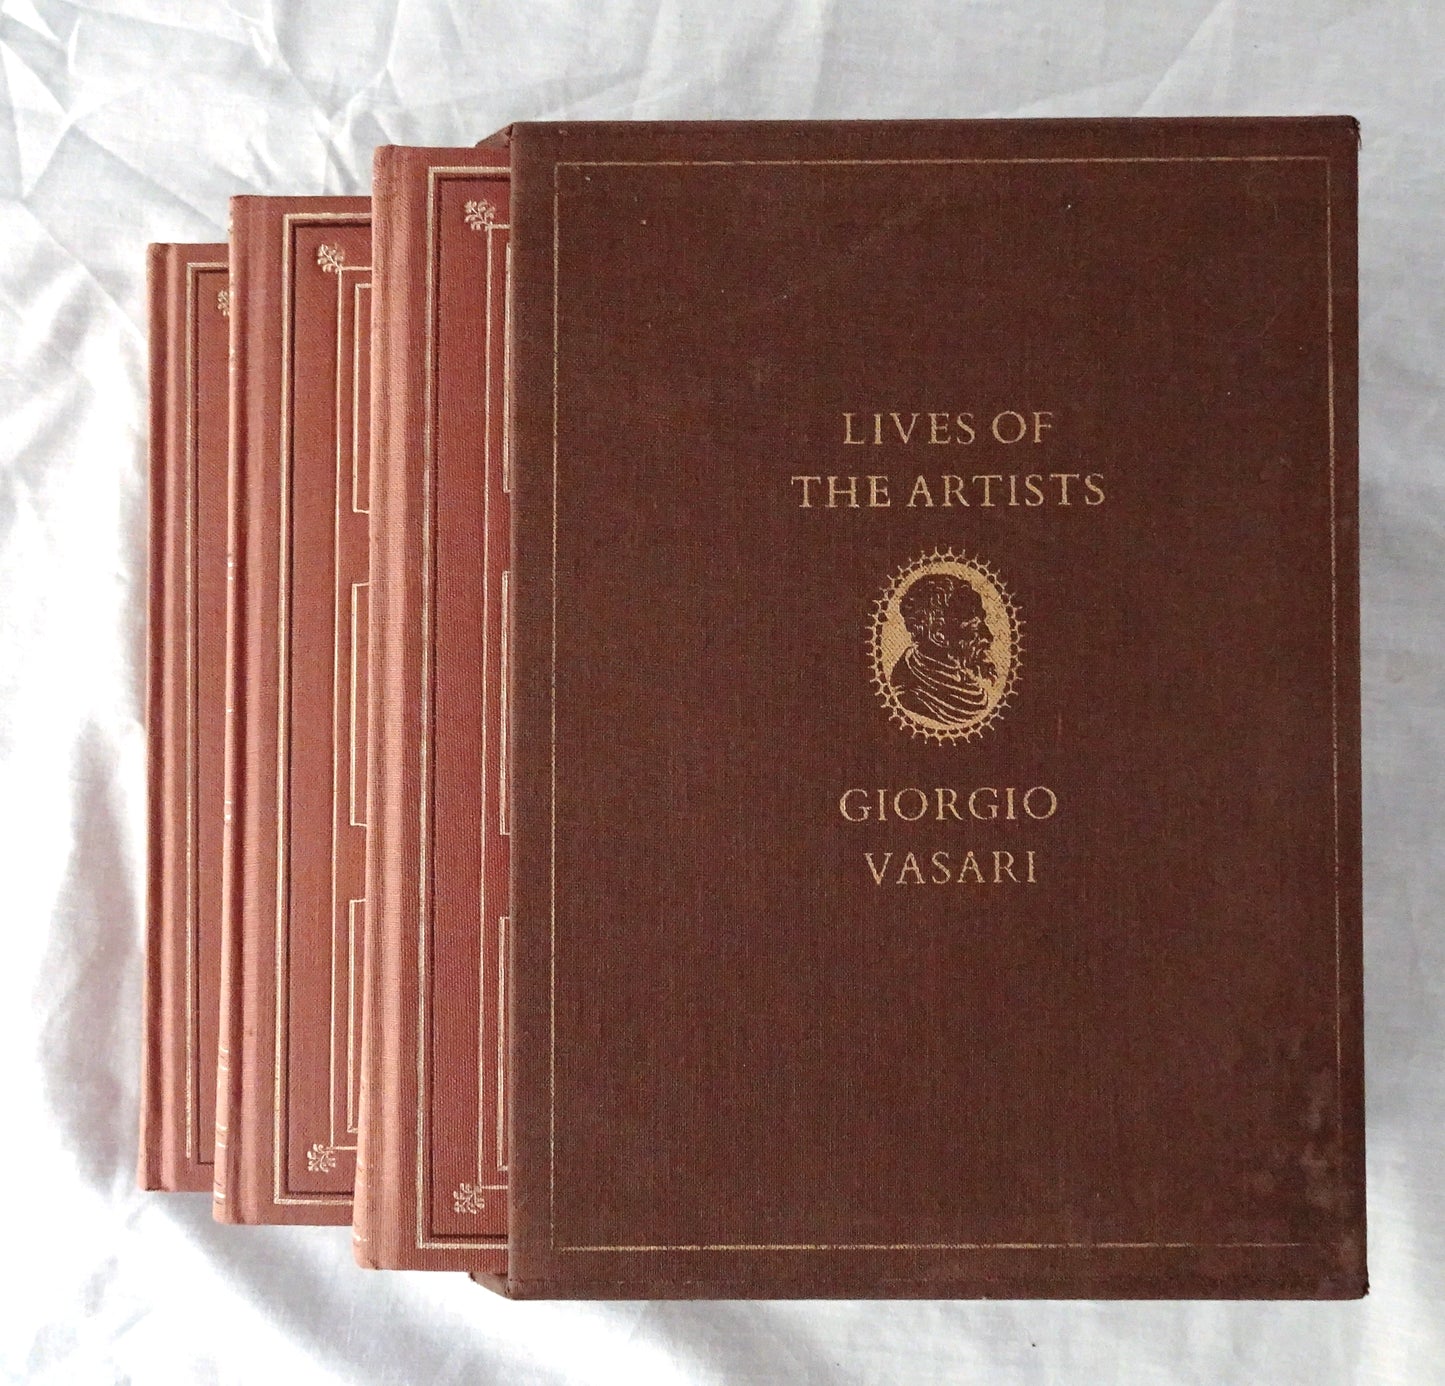 LIVES OF
THE ARTISTS
GIORGIO
VASARI